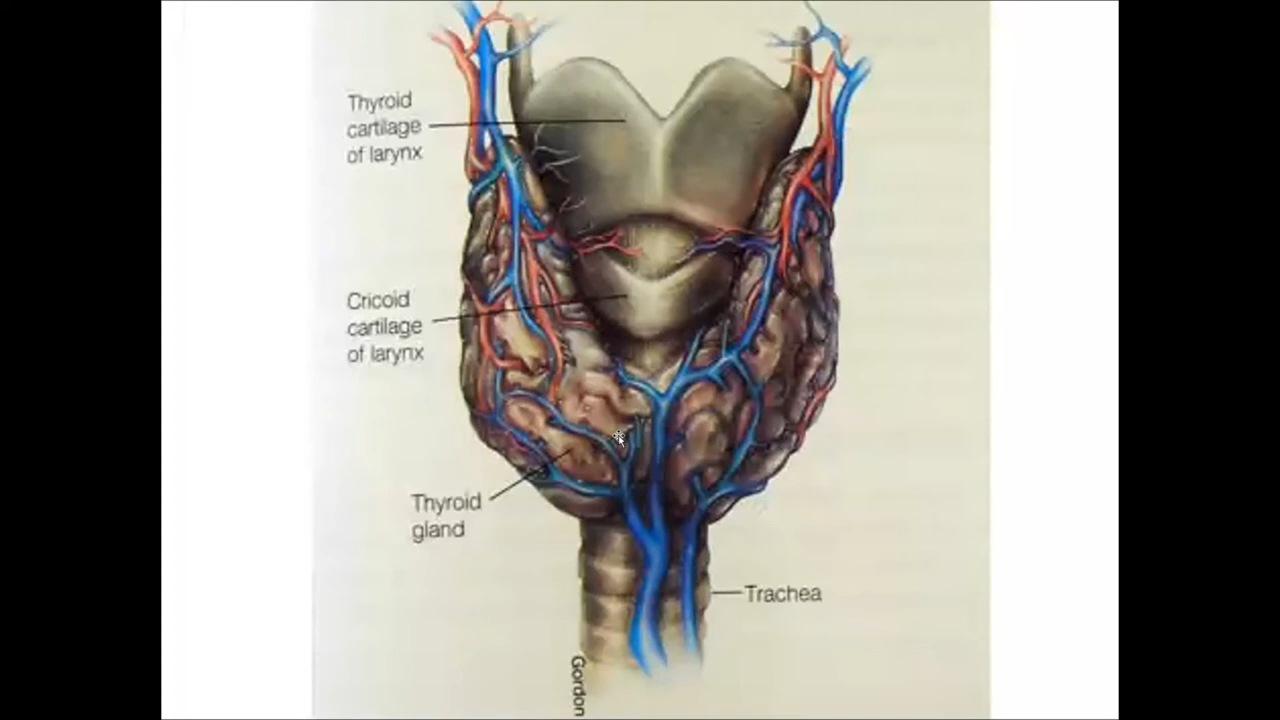 Thyroid
cartilage
of larynx
Cricoid
cartilage
of larynx
Thyroid
gland
Trachea
Gordon